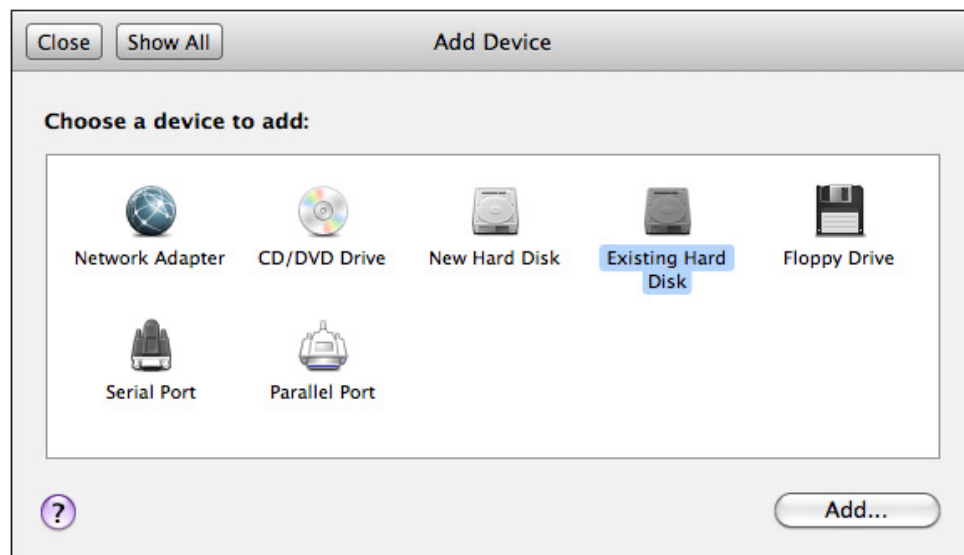 Close
Show All
Add Device
Choose a device to add:
Network Adapter
CD/DVD Drive
New Hard Disk
Existing Hard
Disk
Floppy Drive
Serial Port
Parallel Port
?
Add...